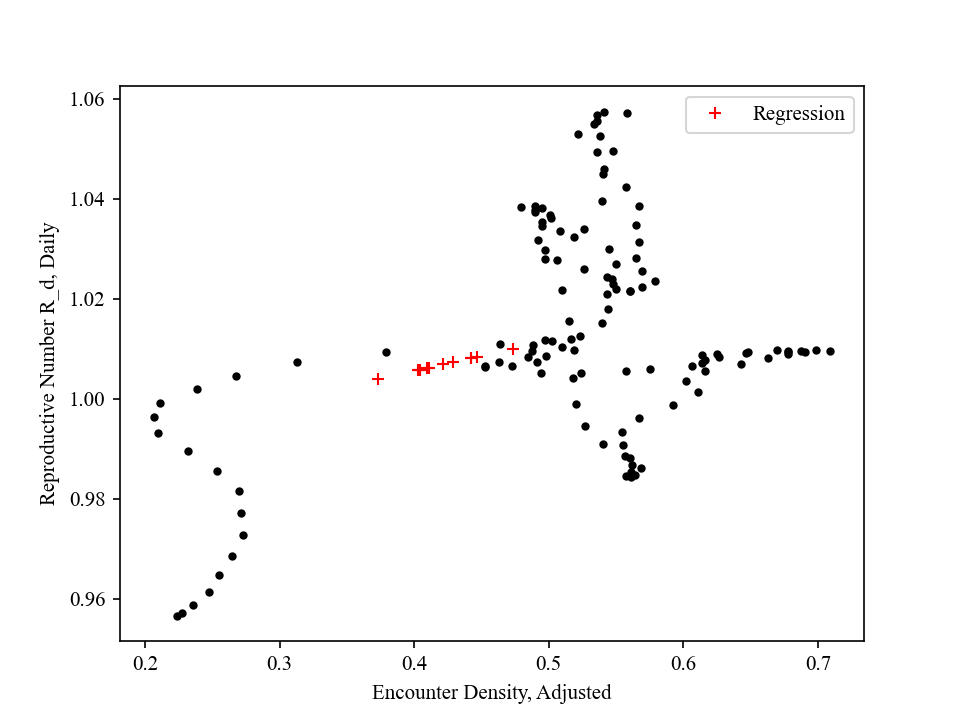 Regression
1.06
1.04
1.02
1.00
0.98
0.96
Reproductive Number R_d, Daily
0.2 0.3 0.4 0.5 0.6 0.7
Encounter Density, Adjusted